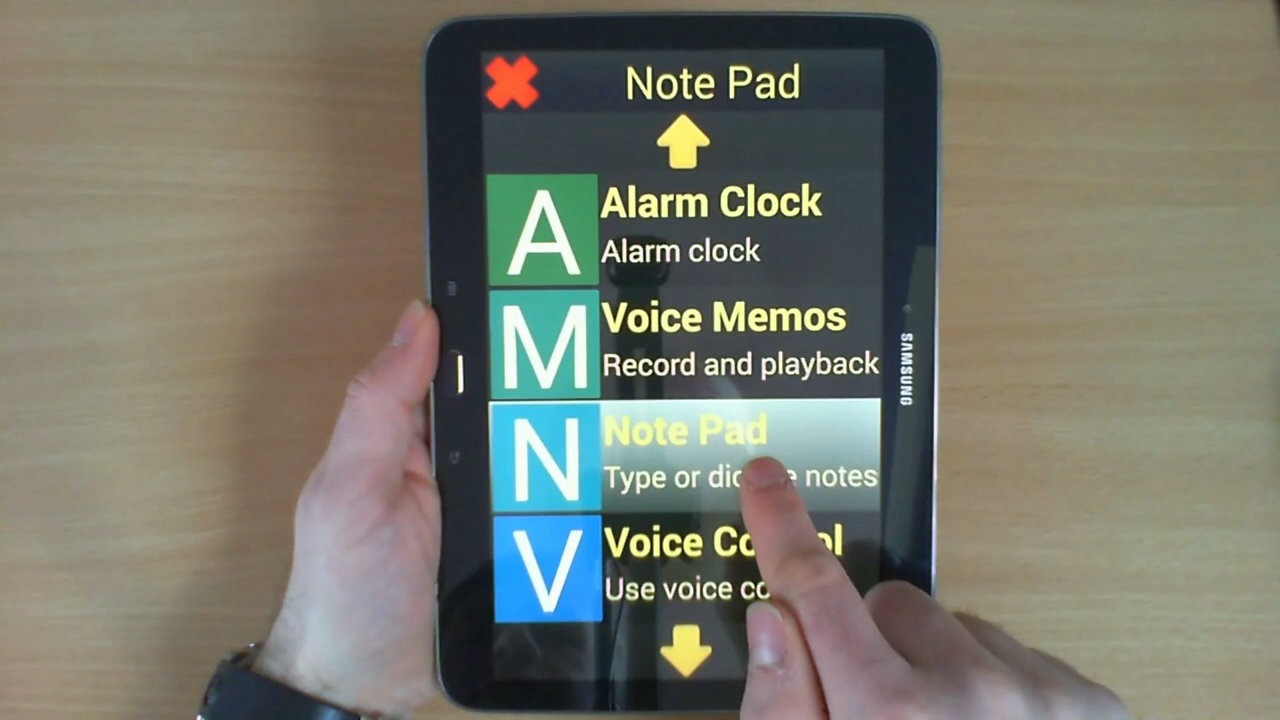 Note Pad
A
Alarm Clock
Alarm clock
M
Voice Memos
Record and playback
N
Note Pad
Type or notes
V
Voice
Use voice
SAMSUNG